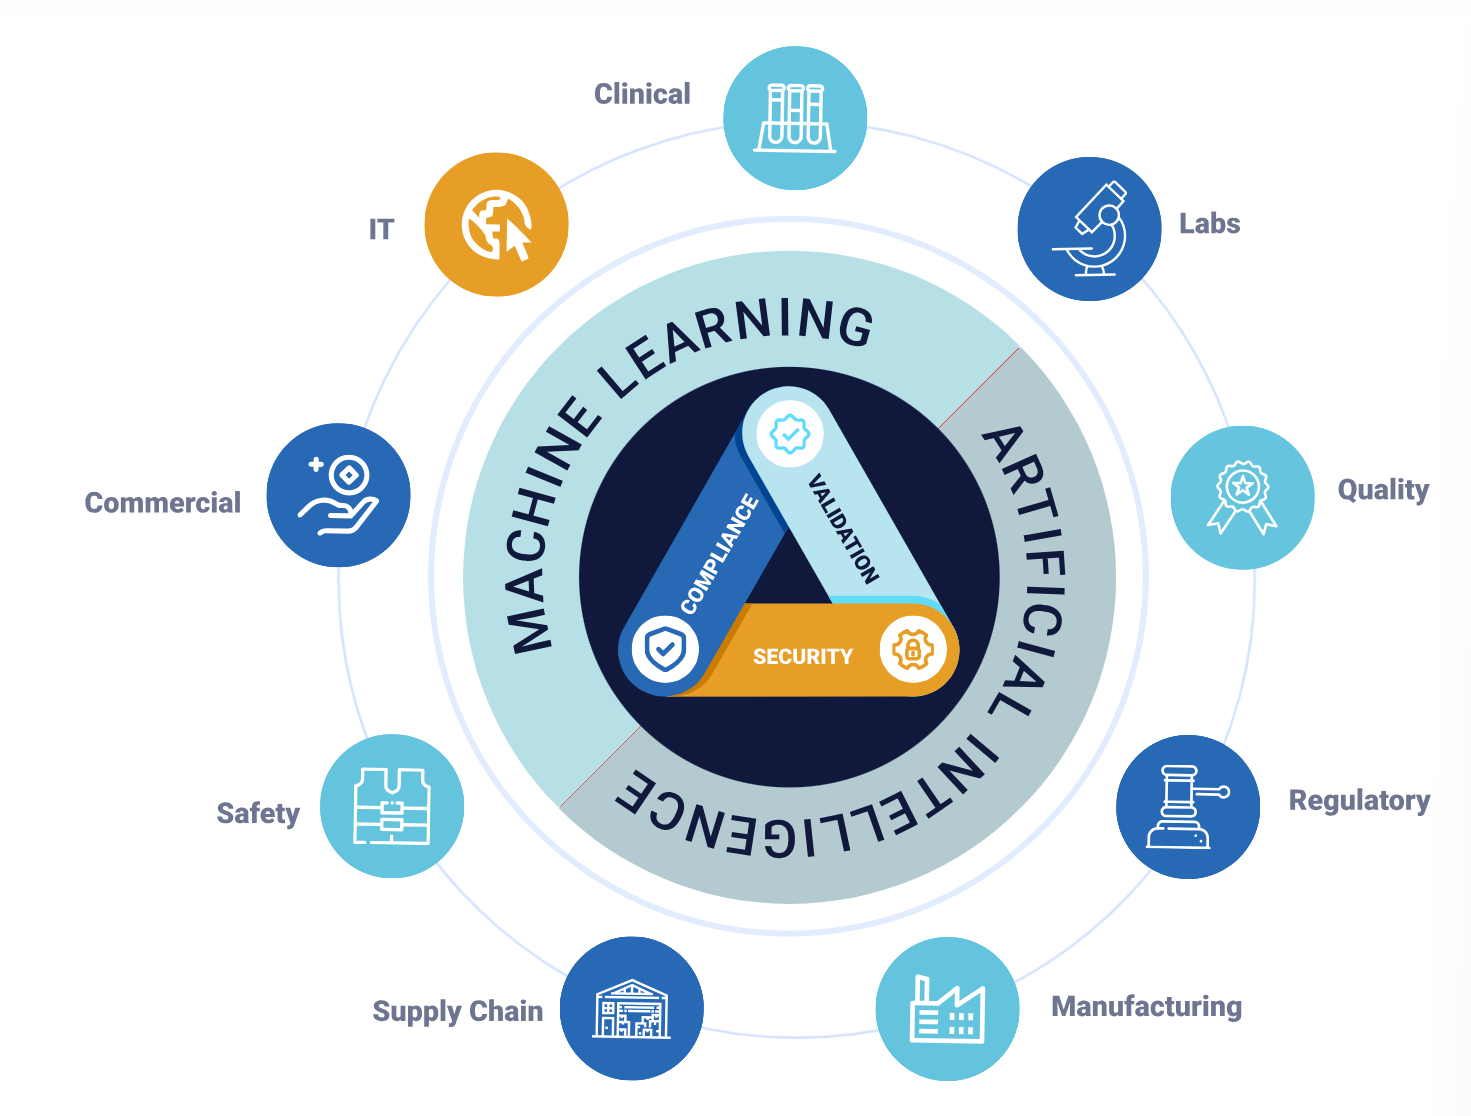 Clinical
IT
Labs
MACHINE LEARNING
ARTIFICIAL INTELLIGENCE
VALIDATION
COMPLIANCE
SECURITY
Commercial
Quality
Safety
Regulatory
Supply Chain
Manufacturing